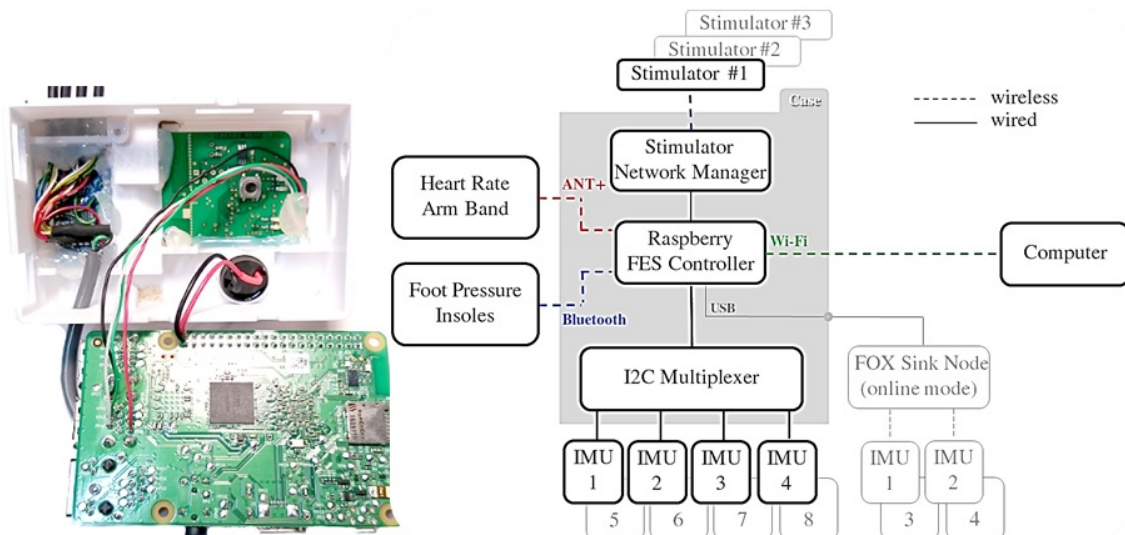 Stimulator #3
Stimulator #2
Stimulator #1
Case
wireless
wired
Stimulator
Network Manager
Heart Rate
Arm Band
ANT+
Raspberry
FES Controller
Wi-Fi
Computer
Foot Pressure
Insoles
Bluetooth
USB
I2C Multiplexer
FOX Sink Node
(online mode)
IMU
1
IMU
2
IMU
3
IMU
4
IMU
1
IMU
2
5
6
7
8
3
4